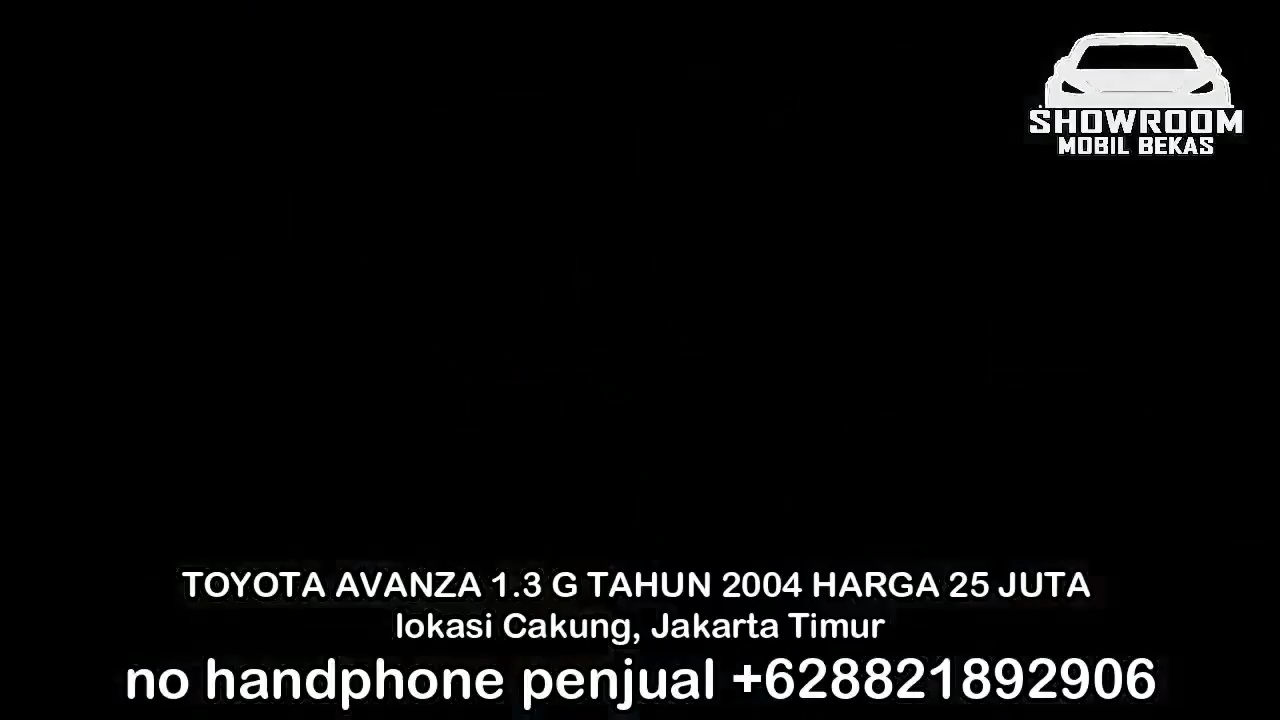 SHOWROOM
MOBIL BEKAS
TOYOTA AVANZA 1.3 G TAHUN 2004 HARGA 25 JUTA
lokasi Cakung, Jakarta Timur
no handphone penjual +628821892906